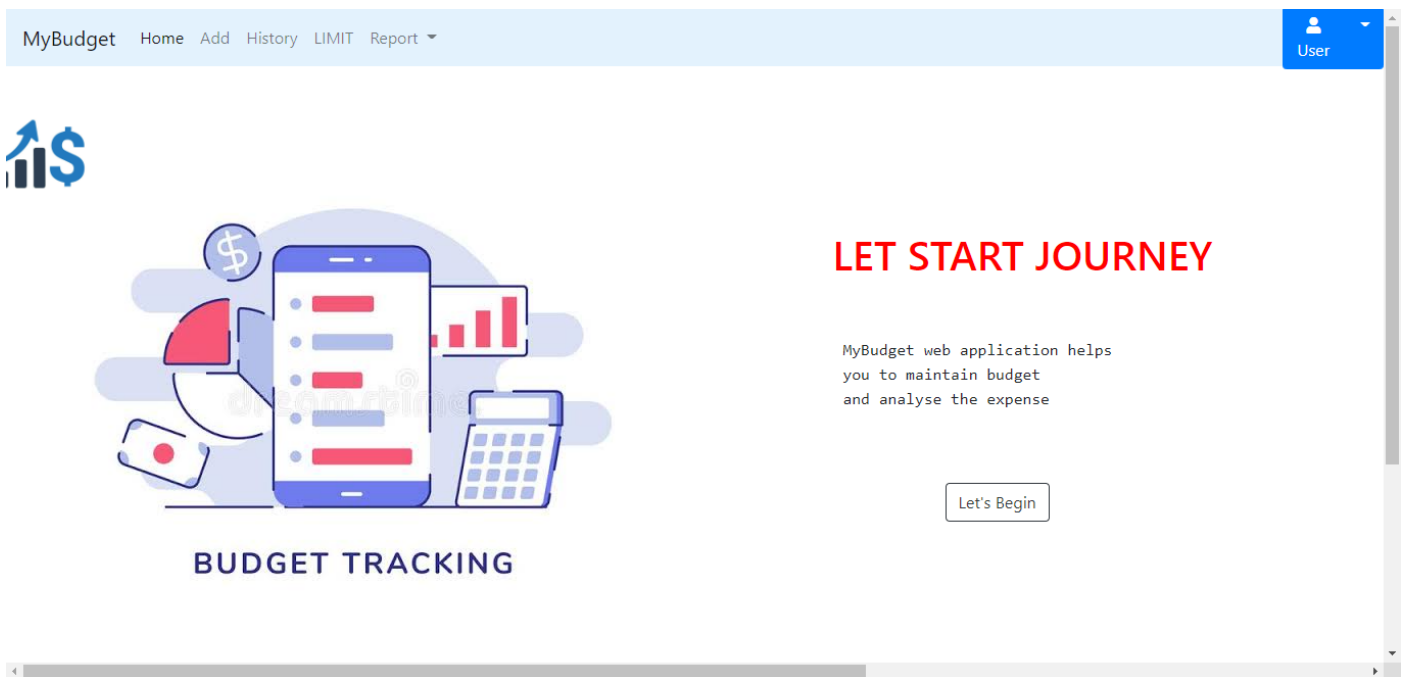 MyBudget Home Add History LIMIT Report
User
$
$
LET START JOURNEY
MyBudget web application helps
you to maintain budget
and analyse the expense
dreamstime.
Let's Begin
BUDGET TRACKING